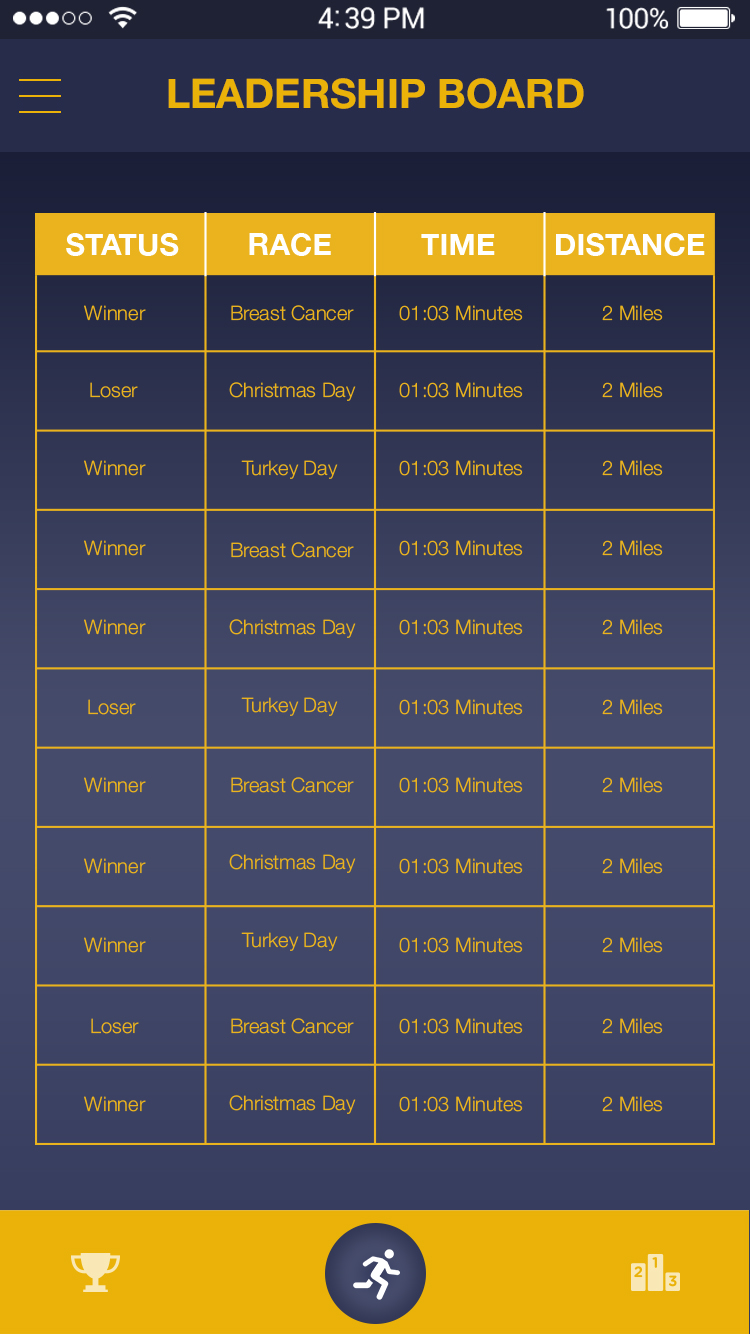 4:39 PM 100%
LEADERSHIP BOARD
STATUS RACE TIME DISTANCE
Winner Breast Cancer 01:03 Minutes 2 Miles
Loser Christmas Day 01:03 Minutes 2 Miles
Winner Turkey Day 01:03 Minutes 2 Miles
Winner Breast Cancer 01:03 Minutes 2 Miles
Winner Christmas Day 01:03 Minutes 2 Miles
Loser Turkey Day 01:03 Minutes 2 Miles
Winner Breast Cancer 01:03 Minutes 2 Miles
Winner Christmas Day 01:03 Minutes 2 Miles
Winner Turkey Day 01:03 Minutes 2 Miles
Loser Breast Cancer 01:03 Minutes 2 Miles
Winner Christmas Day 01:03 Minutes 2 Miles
2 1 3